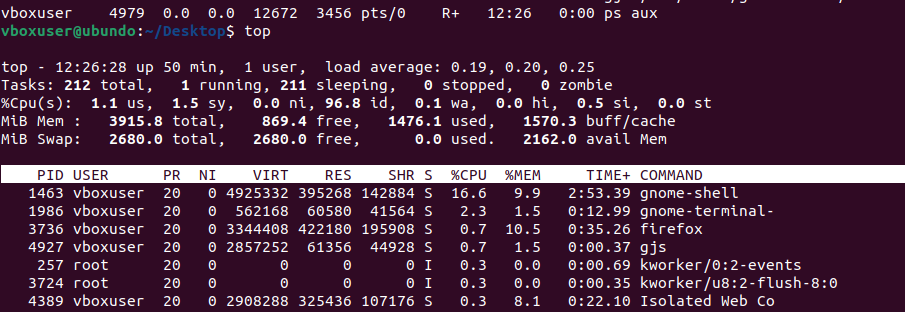 vboxuser    4979  0.0  0.0  12672  3456 pts/0    R+   12:26   0:00 ps aux
vboxuser@ubundo:~/Desktop$ top
top - 12:26:28 up 50 min,  1 user,  load average: 0.19, 0.20, 0.25
Tasks: 212 total,   1 running, 211 sleeping,   0 stopped,   0 zombie
%Cpu(s):  1.1 us,  1.5 sy,  0.0 ni, 96.8 id,  0.1 wa,  0.0 hi,  0.5 si,  0.0 st
MiB Mem :   3915.8 total,    869.4 free,   1476.1 used,   1570.3 buff/cache
MiB Swap:   2680.0 total,   2680.0 free,      0.0 used.   2162.0 avail Mem
PID USER      PR  NI    VIRT    RES    SHR S  %CPU  %MEM     TIME+ COMMAND
1463 vboxuser  20   0 4925332 395268 142884 S  16.6   9.9   2:53.39 gnome-shell
1986 vboxuser  20   0  562168  60580  41564 S   2.3   1.5   0:12.99 gnome-terminal-
3736 vboxuser  20   0 3344408 422180 195908 S   0.7  10.5   0:35.26 firefox
4927 vboxuser  20   0 2857252  61356  44928 S   0.7   1.5   0:00.37 gjs
257 root      20   0       0      0      0 I   0.3   0.0   0:00.69 kworker/0:2-events
3724 root      20   0       0      0      0 I   0.3   0.0   0:00.35 kworker/u8:2-flush-8:0
4389 vboxuser  20   0 2908288 325436 107176 S   0.3   8.1   0:22.10 Isolated Web Co